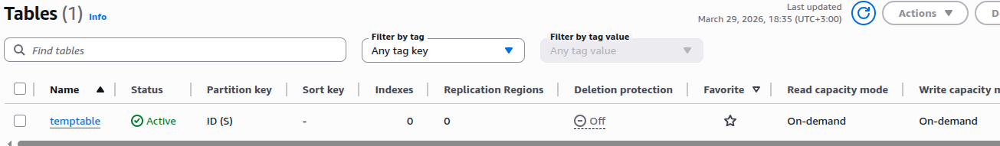 Tables (1) Info
Last updated
March 29, 2026, 18:35 (UTC+3:00)
Actions
Find tables
Filter by tag
Any tag key
Filter by tag value
Any tag value
Name Status Partition key Sort key Indexes Replication Regions Deletion protection Favorite Read capacity mode Write capacity
temptable Active ID (S) - 0 0 Off On-demand On-demand